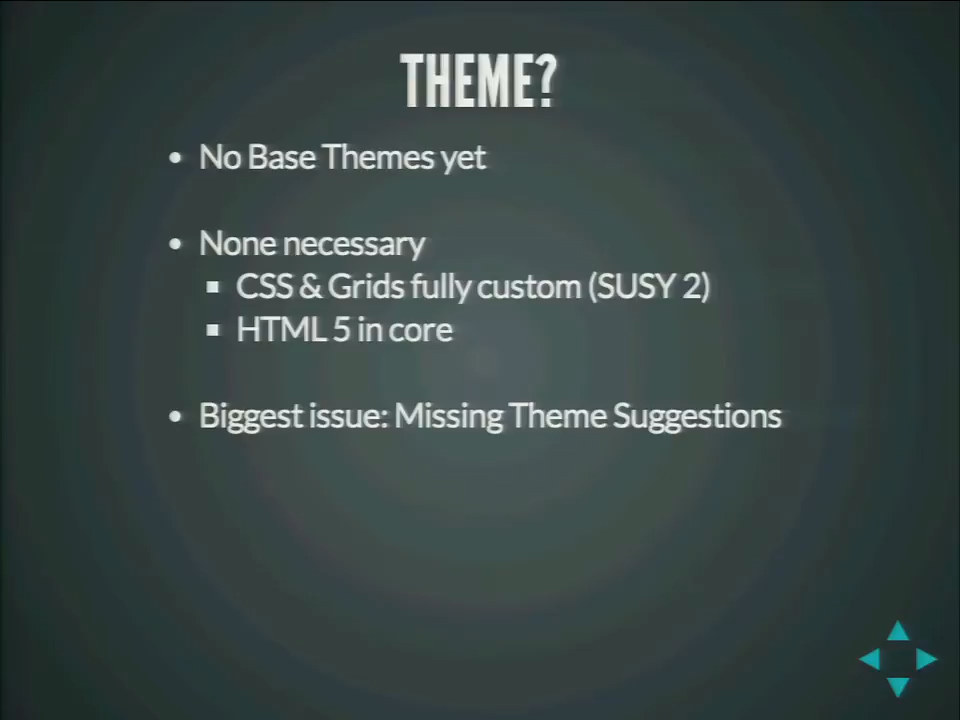 THEME?
• No Base Themes yet
• None necessary
▪ CSS & Grids fully custom (SUSY 2)
▪ HTML 5 in core
• Biggest issue: Missing Theme Suggestions